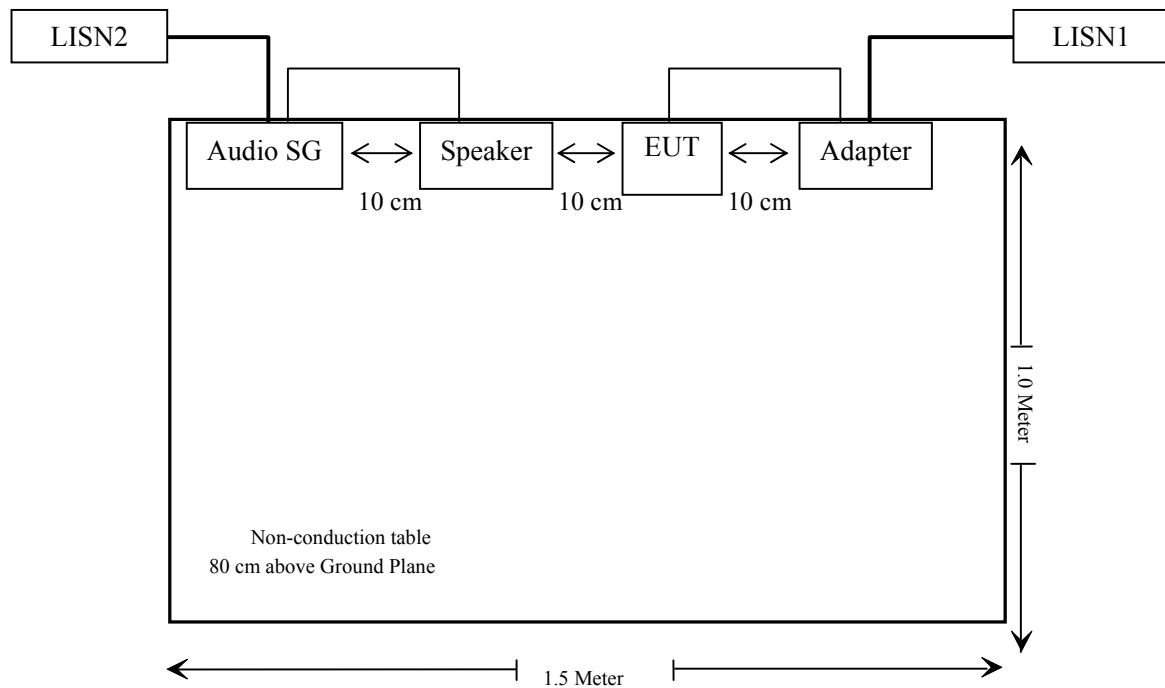 LISN2
LISN1
Audio SG
Speaker
EUT
Adapter
10 cm
10 cm
10 cm
1.0 Meter
Non-conduction table
80 cm above Ground Plane
1.5 Meter